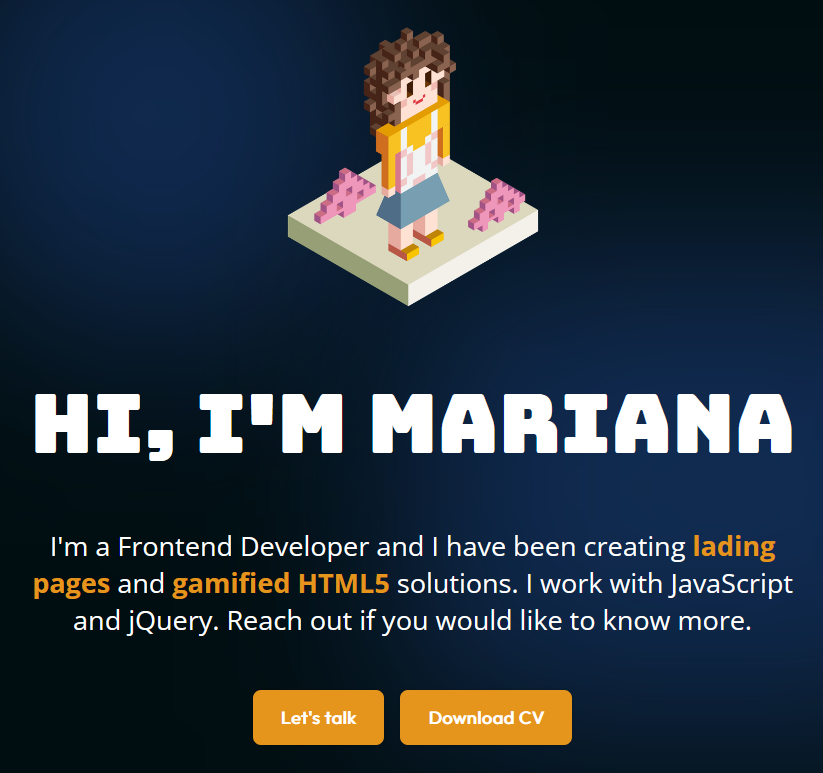 HI, I'M MARIANA
I'm a Frontend Developer and I have been creating lading
pages and gamified HTML5 solutions. I work with JavaScript
and jQuery. Reach out if you would like to know more.
Let's talk
Download CV